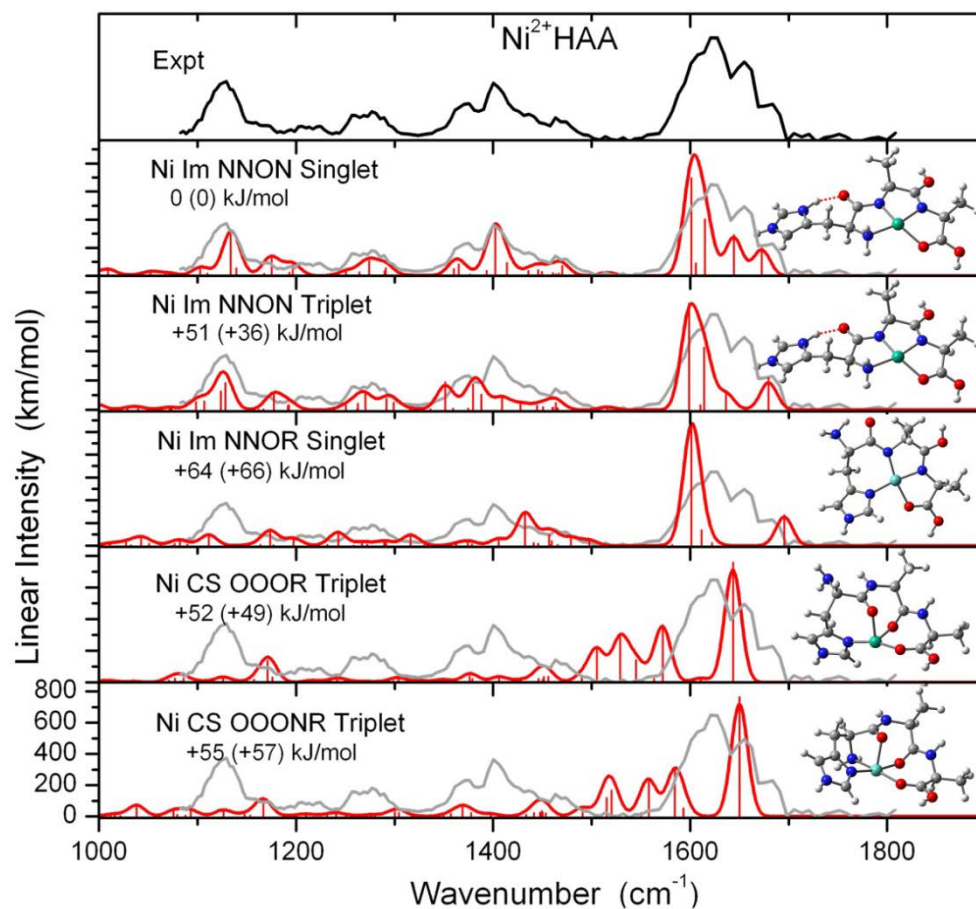 Ni2+HAA
Expt
Ni Im NNON Singlet
0 (0) kJ/mol
Ni Im NNON Triplet
+51 (+36) kJ/mol
Ni Im NNOR Singlet
+64 (+66) kJ/mol
Ni CS OOOR Triplet
+52 (+49) kJ/mol
Ni CS OOONR Triplet
+55 (+57) kJ/mol
Linear Intensity (km/mol)
800
600
400
200
0
1000 1200 1400 1600 1800
Wavenumber (cm-1)